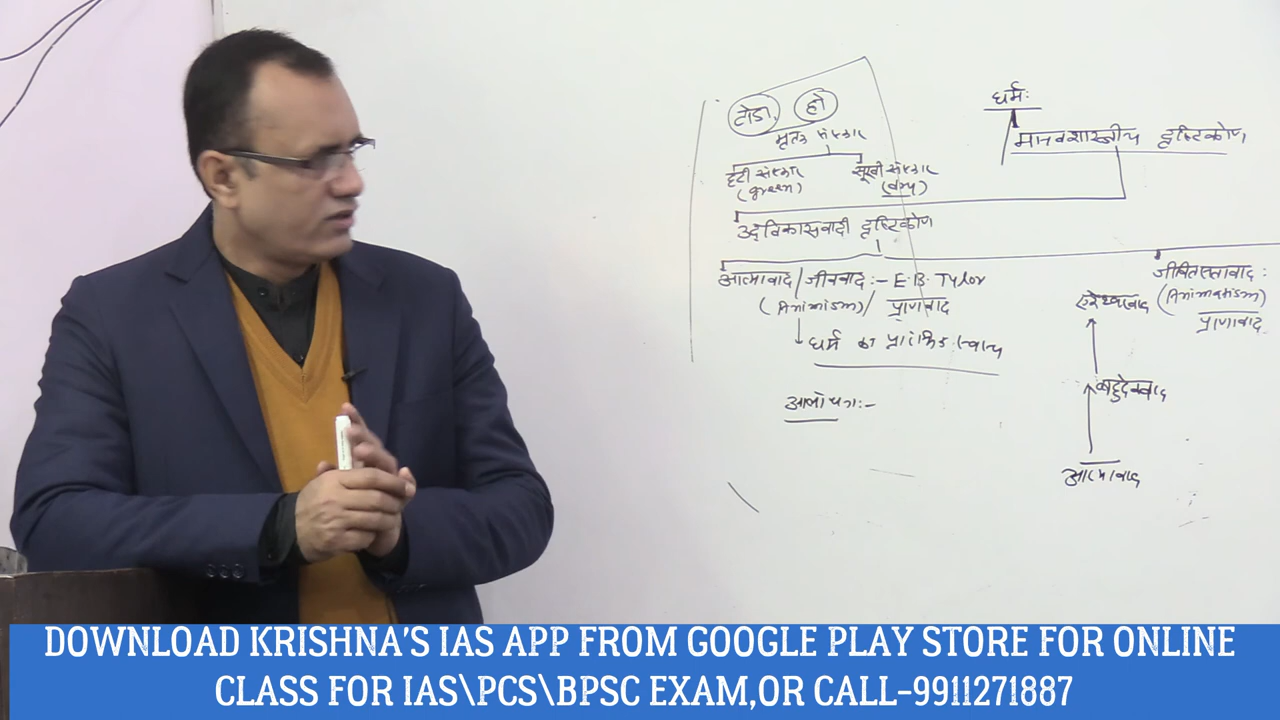 धर्मः
मानवशास्त्रीय दृष्टिकोण
टोडा, हो
मृतक संस्कार
हरी संस्कार सूखी संस्कार
उद्विकासवादी दृष्टिकोण
आत्मावाद / जीववाद :- E.B. Tylor
(Animism) / प्राणवाद
धर्म का प्रारंभिक स्वरूप
आलोचना:-
जीवितसत्तावाद :
(Animatism)
प्राणावाद
एकेश्वरवाद
बहुदेववाद
आत्मावाद
DOWNLOAD KRISHNA'S IAS APP FROM GOOGLE PLAY STORE FOR ONLINE
CLASS FOR IAS\PCS\BPSC EXAM,OR CALL-9911271887